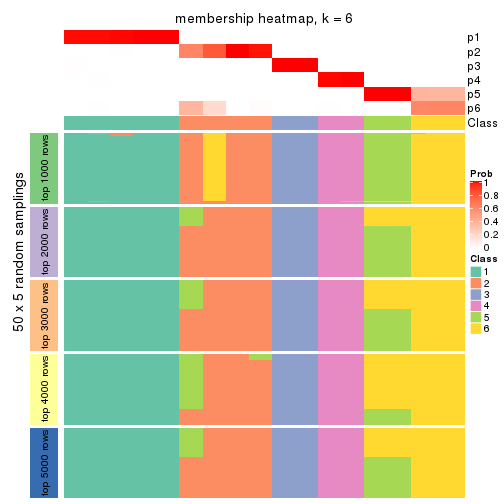 membership heatmap, k = 6
p1
p2
p3
p4
p5
p6
Class
50 x 5 random samplings
top 1000 rows
top 2000 rows
top 3000 rows
top 4000 rows
top 5000 rows
Prob
1
0.8
0.6
0.4
0.2
0
Class
1
2
3
4
5
6